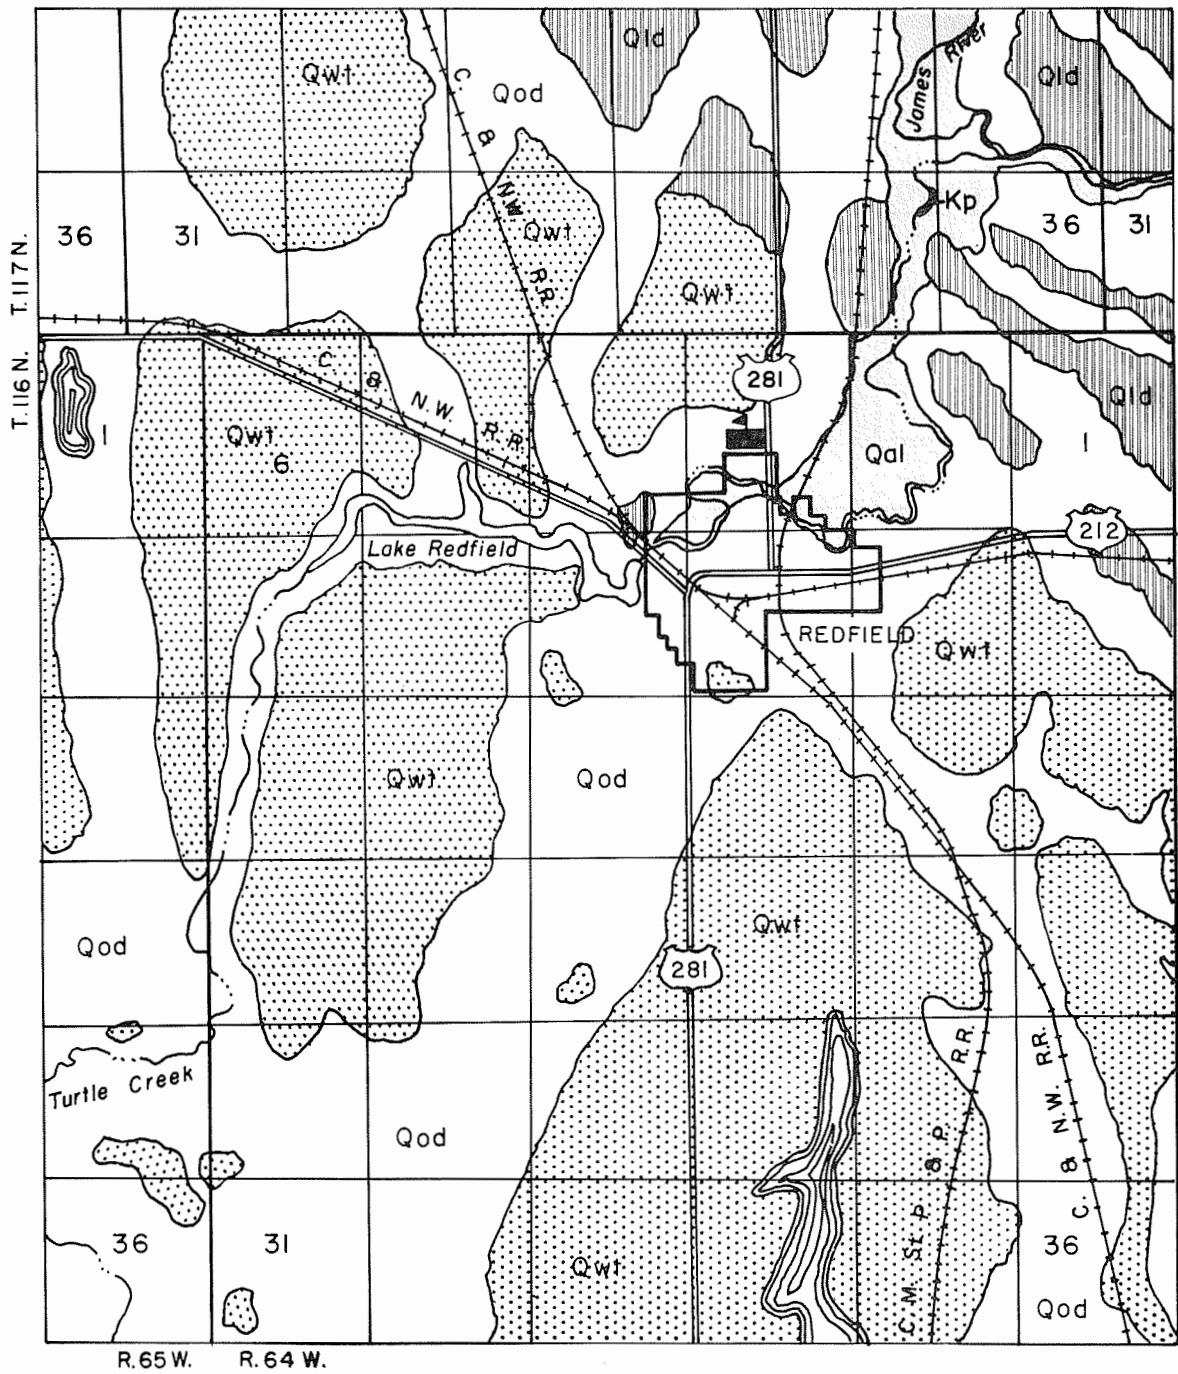 Qld
Qwt
Qod
C. & N.W. R.R.
James River
Qld
Qwt
Kp
36
31
36
31
T. 117 N.
Qwt
T. 116 N.
C. & N.W. R.R.
281
Qld
1
Qwt
6
Qal
1
212
Lake Redfield
REDFIELD
Qwt
Qwt
Qod
Qwt
Qod
281
Turtle Creek
R.R.
C. & N.W. R.R.
Qod
C. M. St. P. & P.
36
31
36
Qwt
Qod
R. 65 W.
R. 64 W.